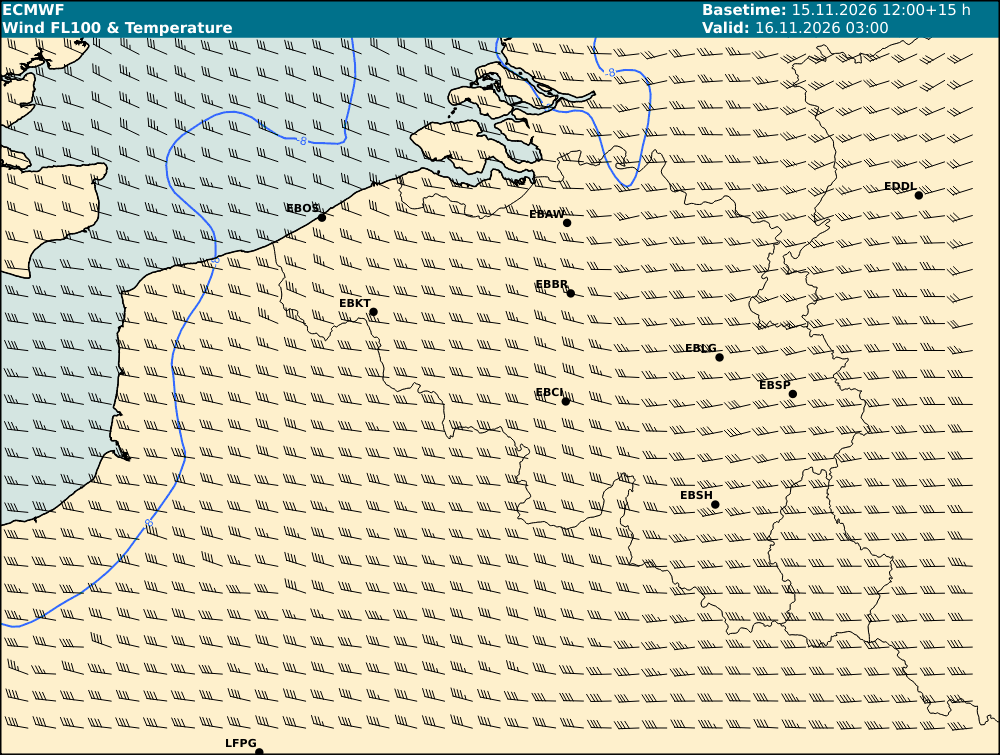 ECMWF
Wind FL100 & Temperature
Basetime: 15.11.2026 12:00+15 h
Valid: 16.11.2026 03:00
-8
-8
EDDL
EBOS
EBAW
EBBR
EBKT
EBLG
EBSP
EBCI
EBSH
-8
LFPG